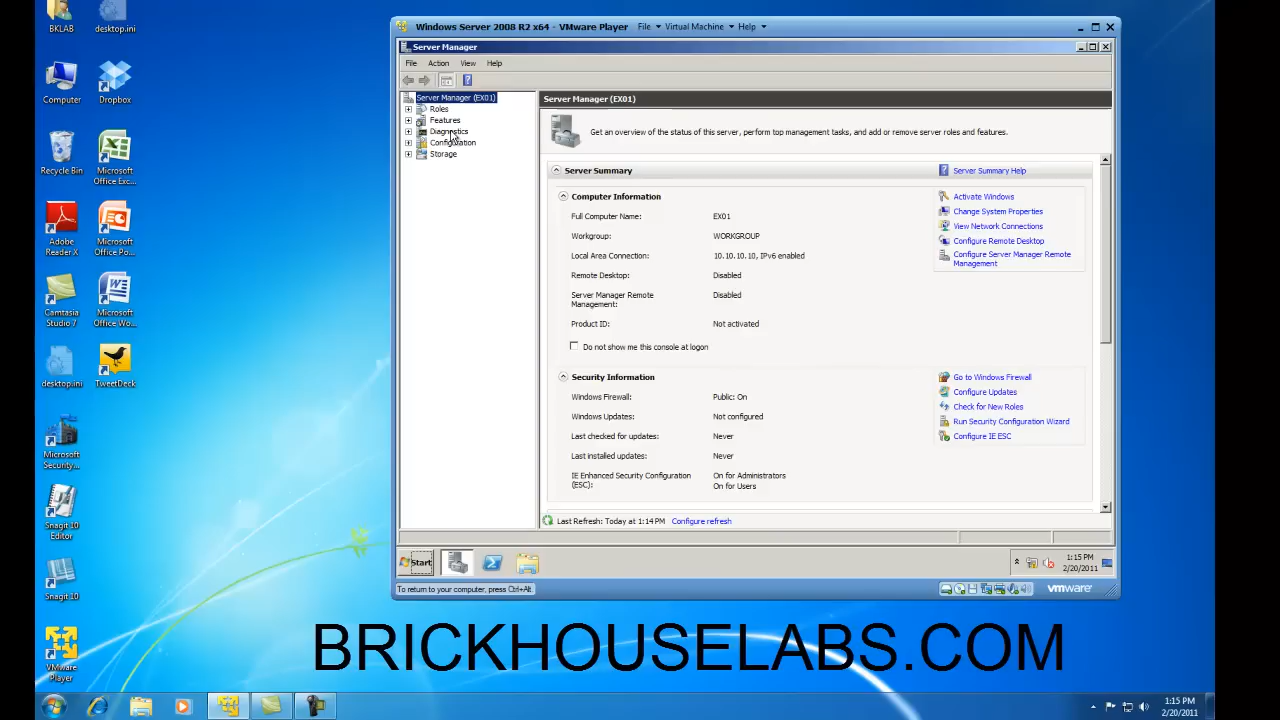 BKLAB
desktop.ini
Computer
Dropbox
Recycle Bin
Microsoft
Office Exc...
Adobe
Reader X
Microsoft
Office Po...
Camtasia
Studio 7
Microsoft
Office Wo...
desktop.ini
TweetDeck
Microsoft
Security...
Snagit 10
Editor
Snagit 10
VMware
Player
Windows Server 2008 R2 x64 - VMware Player File Virtual Machine Help
Server Manager
File Action View Help
Server Manager (EX01)
Roles
Features
Diagnostics
Configuration
Storage
Server Manager (EX01)
Get an overview of the status of this server, perform top management tasks, and add or remove server roles and features.
Server Summary
Server Summary Help
Computer Information
Full Computer Name: EX01
Workgroup: WORKGROUP
Local Area Connection: 10.10.10.10, IPv6 enabled
Remote Desktop: Disabled
Server Manager Remote
Management: Disabled
Product ID: Not activated
Do not show me this console at logon
Activate Windows
Change System Properties
View Network Connections
Configure Remote Desktop
Configure Server Manager Remote
Management
Security Information
Windows Firewall: Public: On
Windows Updates: Not configured
Last checked for updates: Never
Last installed updates: Never
IE Enhanced Security Configuration
(ESC): On for Administrators
On for Users
Go to Windows Firewall
Configure Updates
Check for New Roles
Run Security Configuration Wizard
Configure IE ESC
Last Refresh: Today at 1:14 PM Configure refresh
Start
1:15 PM
2/20/2011
To return to your computer, press Ctrl+Alt.
vmware
BRICKHOUSELABS.COM
1:15 PM
2/20/2011